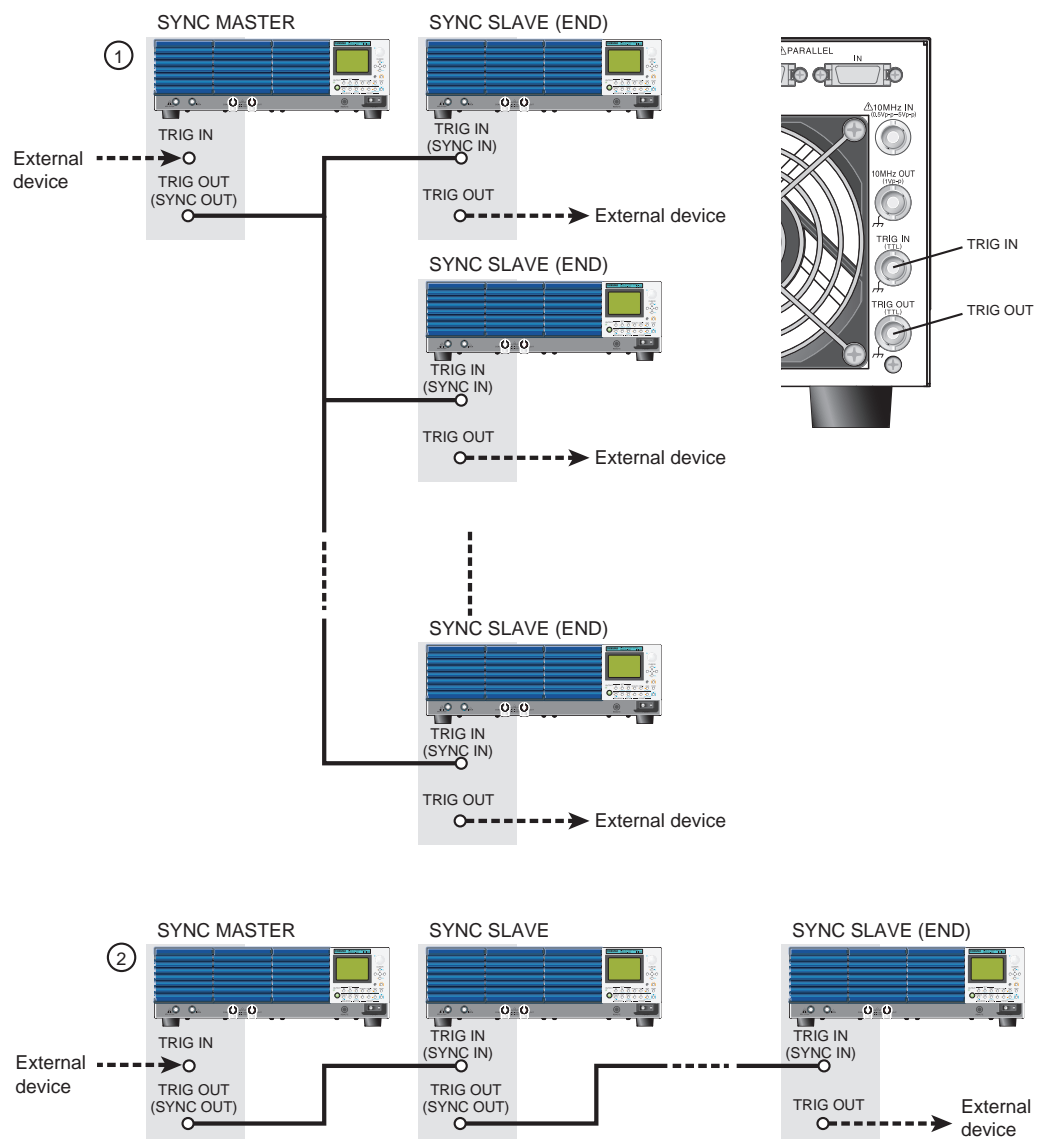 SYNC MASTER
SYNC SLAVE (END)
1
TRIG IN
External
device
TRIG OUT
(SYNC OUT)
TRIG IN
(SYNC IN)
TRIG OUT
External device
SYNC SLAVE (END)
TRIG IN
(SYNC IN)
TRIG OUT
External device
SYNC SLAVE (END)
TRIG IN
(SYNC IN)
TRIG OUT
External device
PARALLEL
IN
10MHz IN
(0.5Vp-p–5Vp-p)
10MHz OUT
(1Vp-p)
TRIG IN
(TTL)
TRIG IN
TRIG OUT
(TTL)
TRIG OUT
2
SYNC MASTER
SYNC SLAVE
SYNC SLAVE (END)
External
device
TRIG IN
TRIG OUT
(SYNC OUT)
TRIG IN
(SYNC IN)
TRIG OUT
(SYNC OUT)
TRIG IN
(SYNC IN)
TRIG OUT
External
device